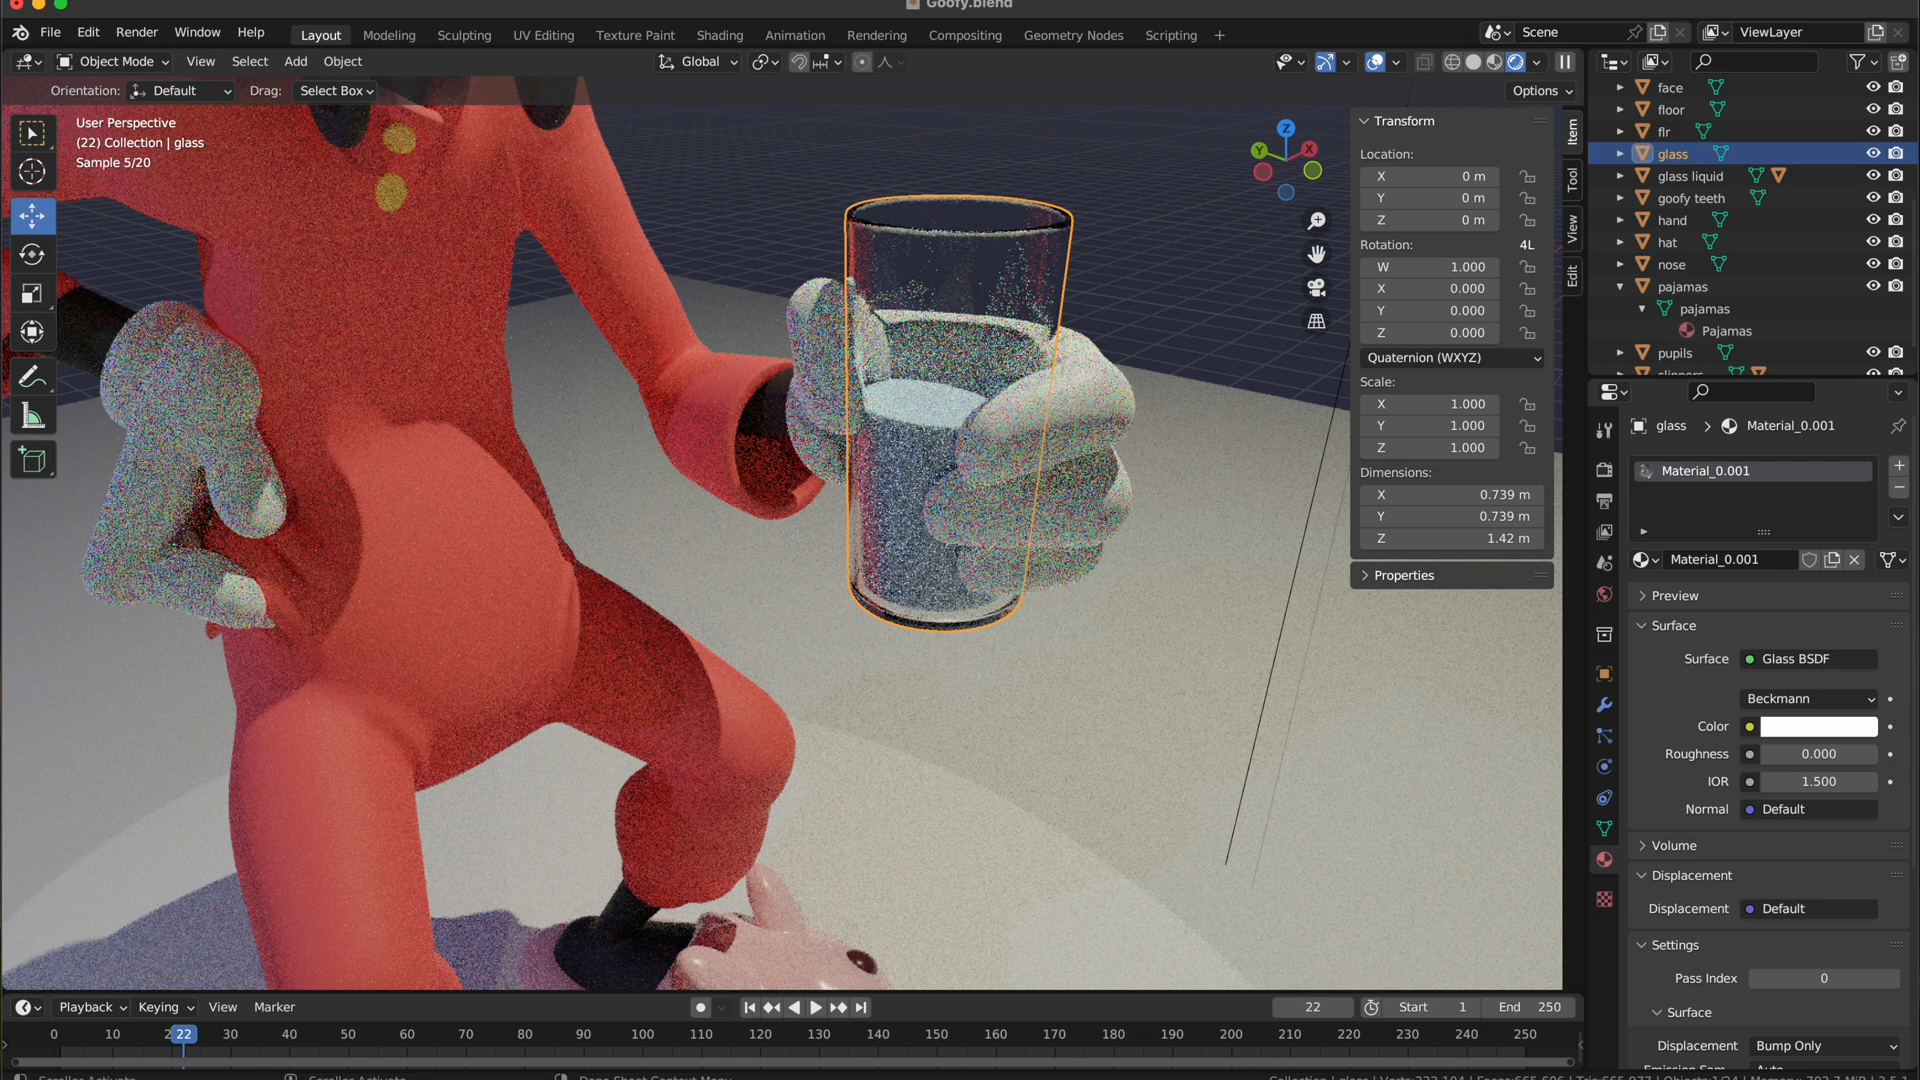 Goofy.blend
File Edit Render Window Help Layout Modeling Sculpting UV Editing Texture Paint Shading Animation Rendering Compositing Geometry Nodes Scripting + Scene ViewLayer
Object Mode View Select Add Object Global
Orientation: Default Drag: Select Box Options
User Perspective
(22) Collection | glass
Sample 5/20
Z
Y
X
Transform
Location:
X 0 m
Y 0 m
Z 0 m
Rotation: 4L
W 1.000
X 0.000
Y 0.000
Z 0.000
Quaternion (WXYZ)
Scale:
X 1.000
Y 1.000
Z 1.000
Dimensions:
X 0.739 m
Y 0.739 m
Z 1.42 m
Properties
Item
Tool
View
Edit
face
floor
flr
glass
glass liquid
goofy teeth
hand
hat
nose
pajamas
pajamas
Pajamas
pupils
slippers
glass > Material_0.001
Material_0.001
Material_0.001
Preview
Surface
Surface Glass BSDF
Beckmann
Color
Roughness 0.000
IOR 1.500
Normal Default
Volume
Displacement
Displacement Default
Settings
Pass Index 0
Surface
Displacement Bump Only
Playback Keying View Marker 22 Start 1 End 250
0 10 22 30 40 50 60 70 80 90 100 110 120 130 140 150 160 170 180 190 200 210 220 230 240 250